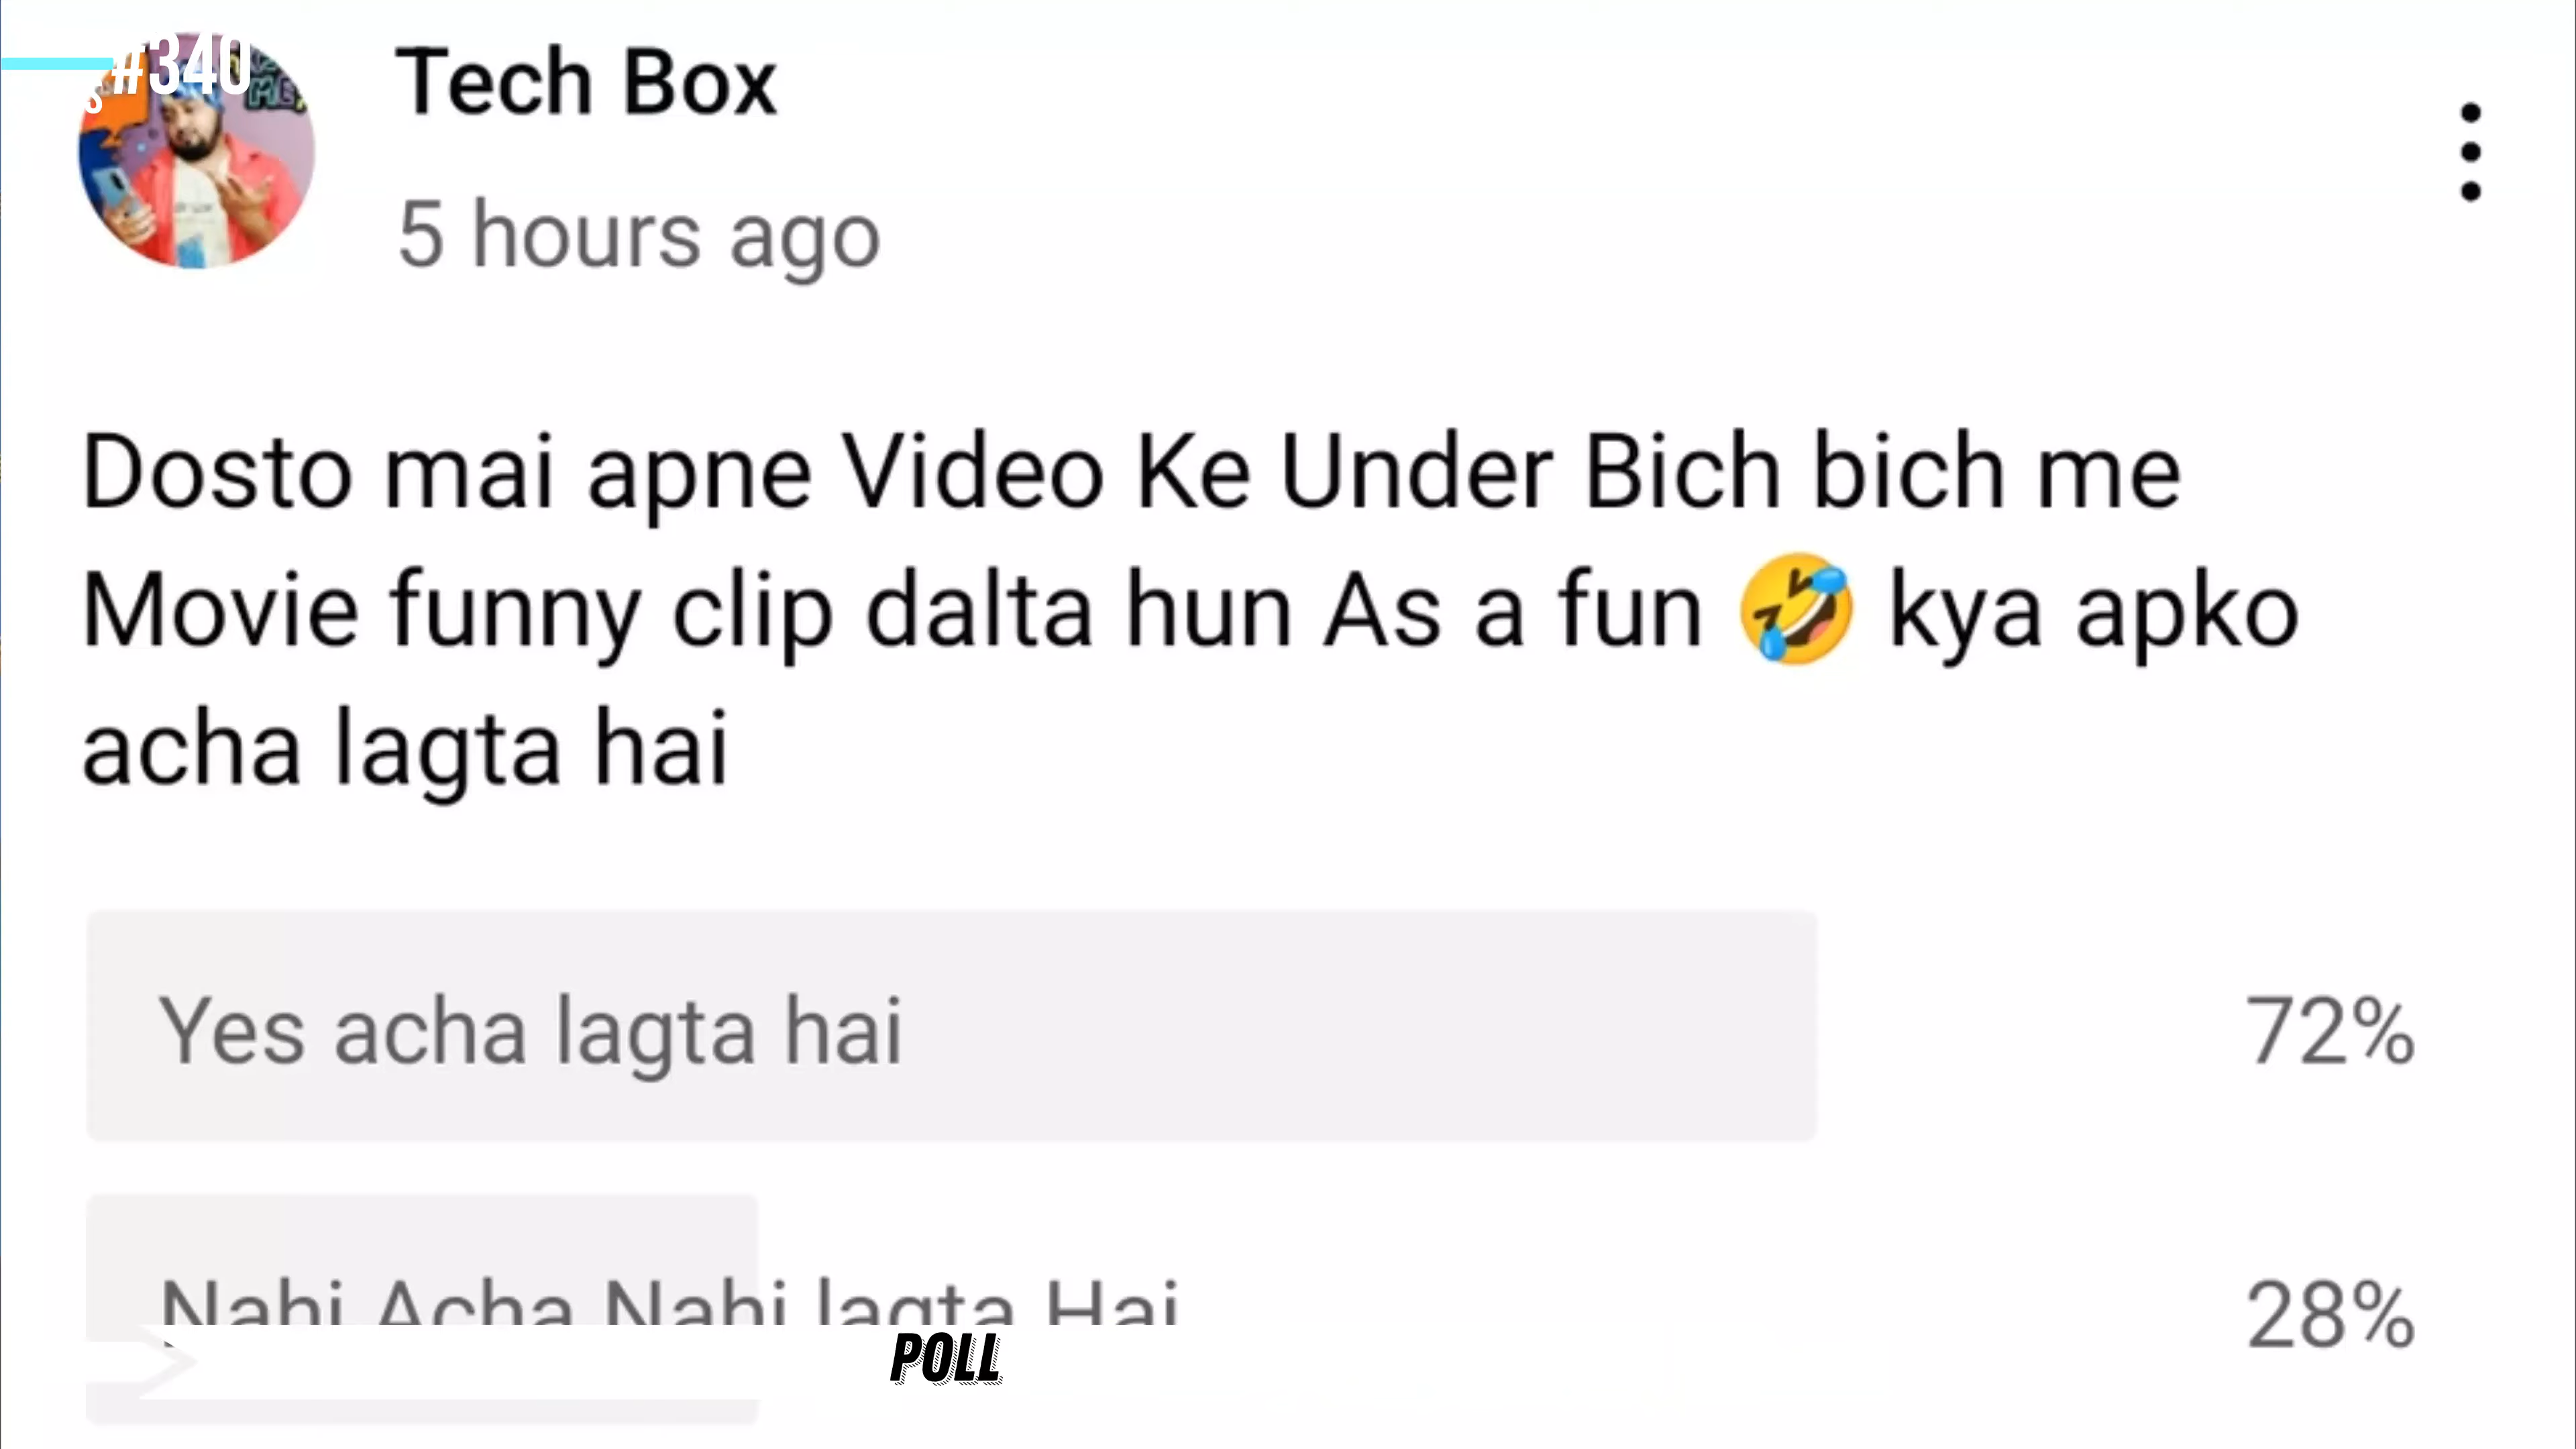 #340
Tech Box
5 hours ago
Dosto mai apne Video Ke Under Bich bich me
Movie funny clip dalta hun As a fun 🤣 kya apko
acha lagta hai
Yes acha lagta hai
72%
Nahi Acha Nahi lagta Hai
28%
POLL